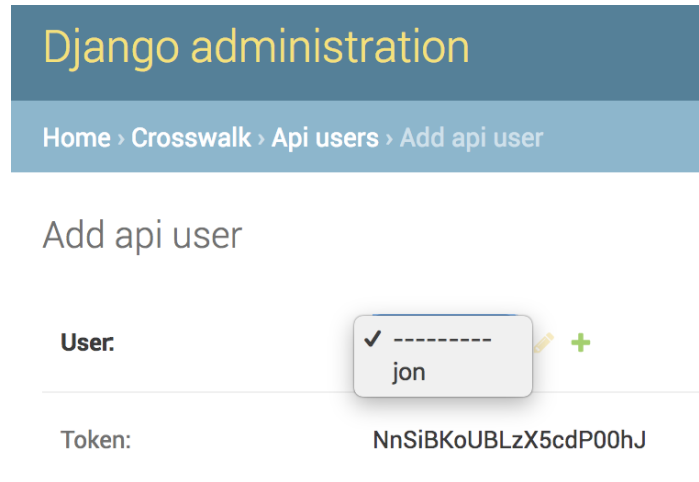 Django administration
Home › Crosswalk › Api users › Add api user
Add api user
User: ✓ ---------
jon
Token: NnSiBKoUBLzX5cdP00hJ